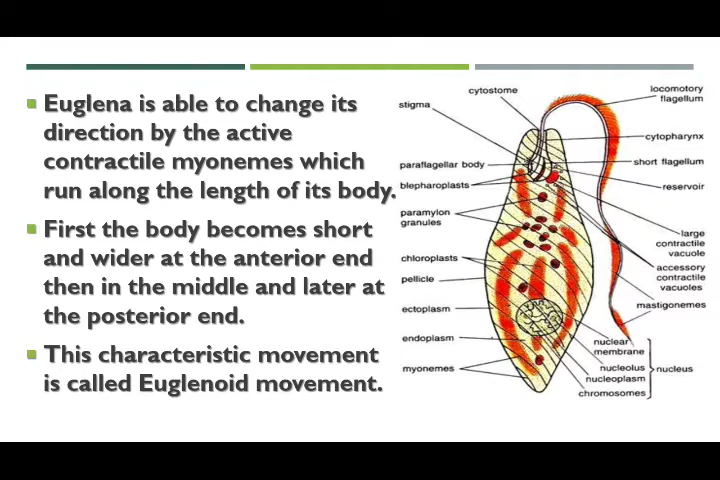 Euglena is able to change its
direction by the active
contractile myonemes which
run along the length of its body.
First the body becomes short
and wider at the anterior end
then in the middle and later at
the posterior end.
This characteristic movement
is called Euglenoid movement.
cytostome
stigma
paraflagellar body
blepharoplasts
paramylon
granules
chloroplasts
pellicle
ectoplasm
endoplasm
myonemes
locomotory
flagellum
cytopharynx
short flagellum
reservoir
large
contractile
vacuole
accessory
contractile
vacuoles
mastigonemes
nuclear
membrane
nucleolus
nucleoplasm
chromosomes
nucleus